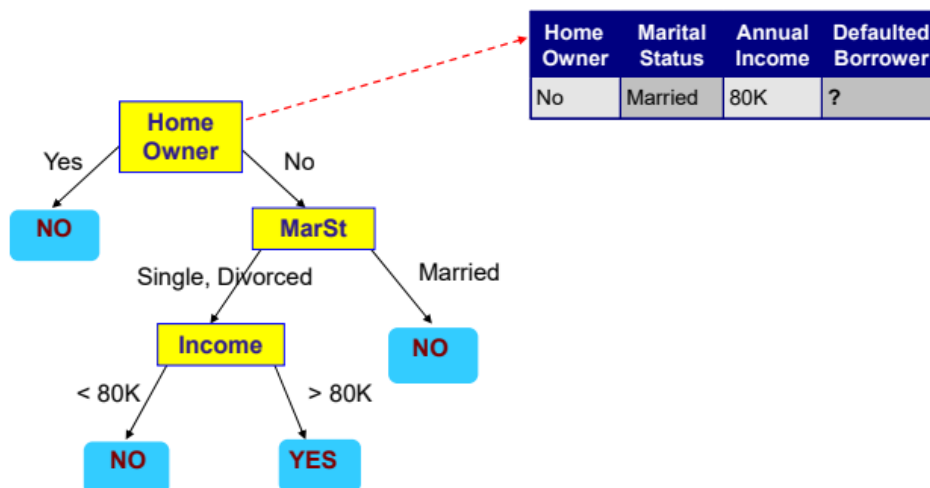 Home Owner Marital Status Annual Income Defaulted Borrower
No Married 80K ?
Home
Owner
Yes
No
NO
MarSt
Single, Divorced
Married
Income
NO
< 80K
> 80K
NO
YES